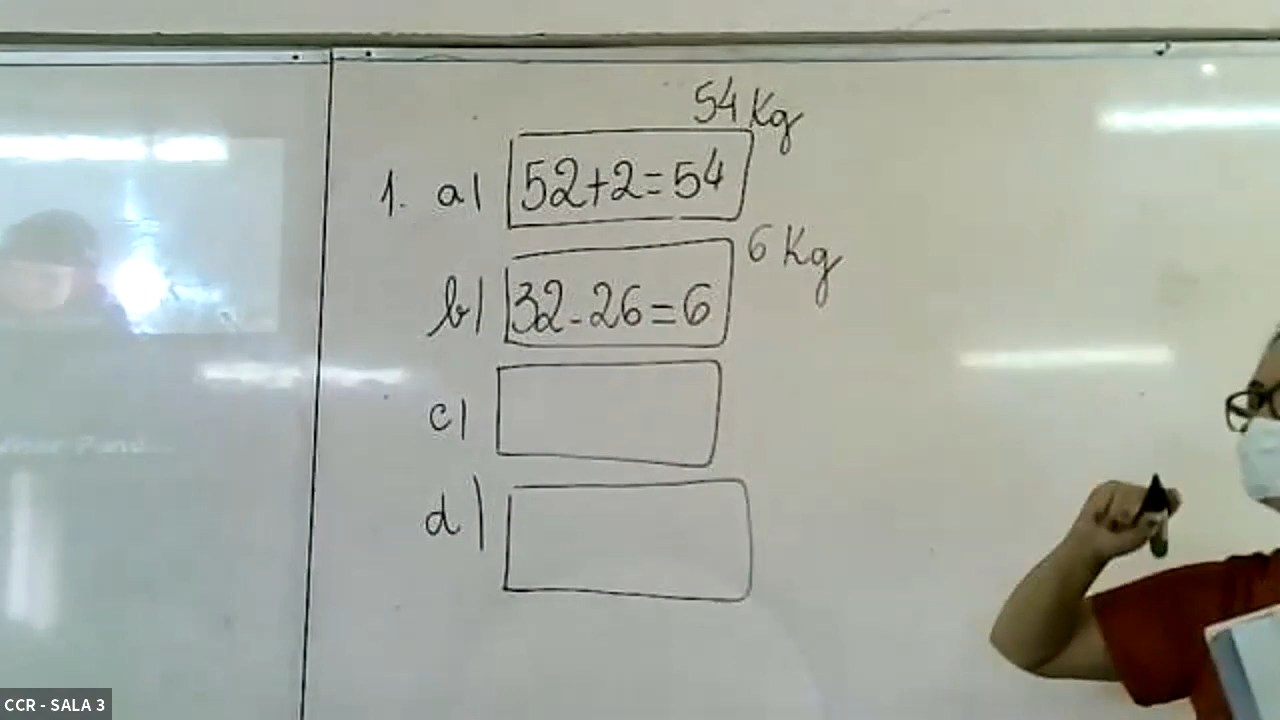 54 Kg
1. a) 52+2=54
6 Kg
b) 32-26=6
c)
d)
CCR - SALA 3